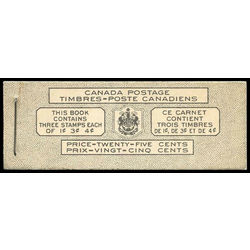 CANADA POSTAGE
TIMBRES-POSTE CANADIENS
THIS BOOK
CONTAINS
THREE STAMPS EACH
OF 1¢ 3¢ 4¢
CE CARNET
CONTIENT
TROIS TIMBRES
DE 1¢, DE 3¢ ET DE 4¢
PRICE-TWENTY-FIVE CENTS
PRIX-VINGT-CINQ CENTS